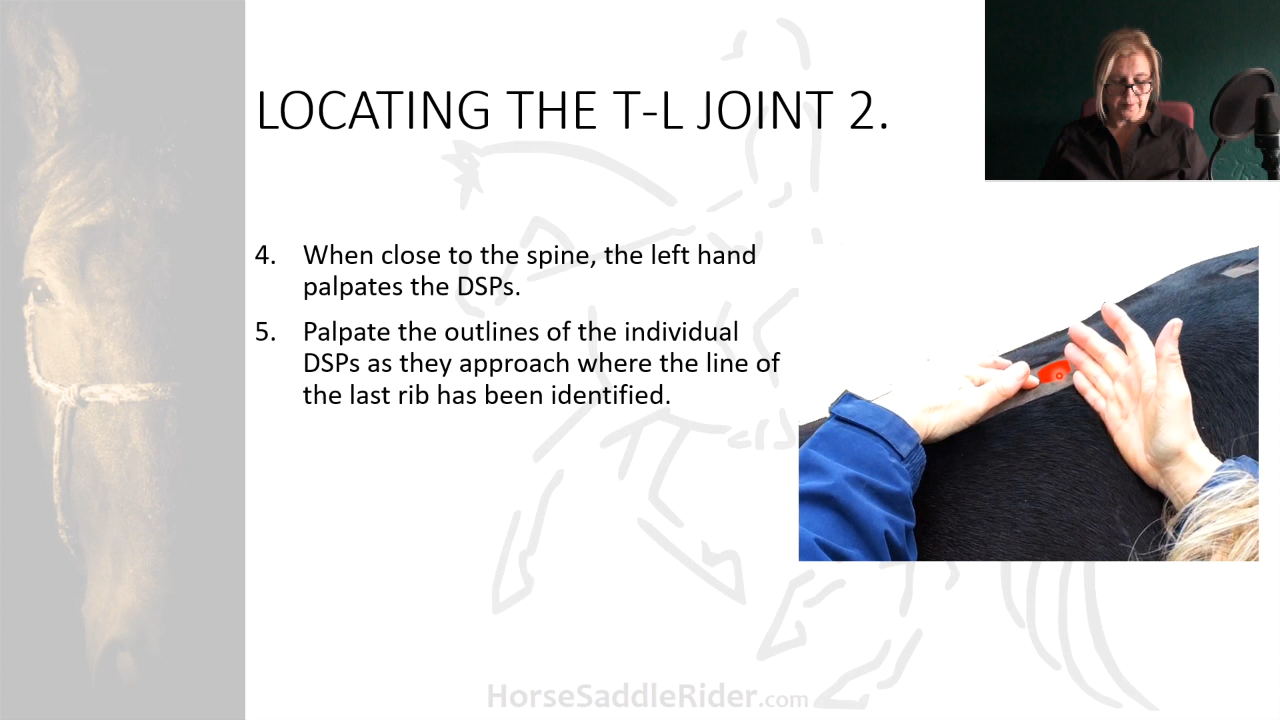 LOCATING THE T-L JOINT 2.
4. When close to the spine, the left hand
palpates the DSPs.
5. Palpate the outlines of the individual
DSPs as they approach where the line of
the last rib has been identified.
HorseSaddleRider.com